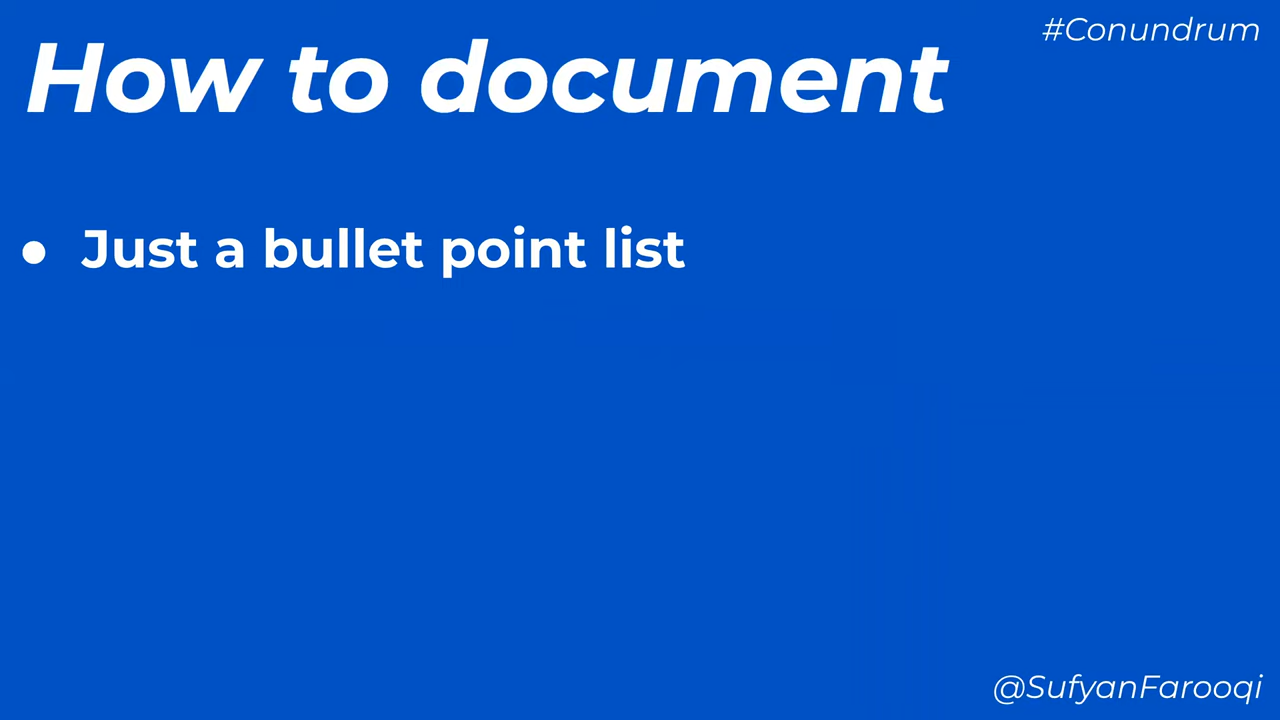 #Conundrum
How to document
● Just a bullet point list
@SufyanFarooqi